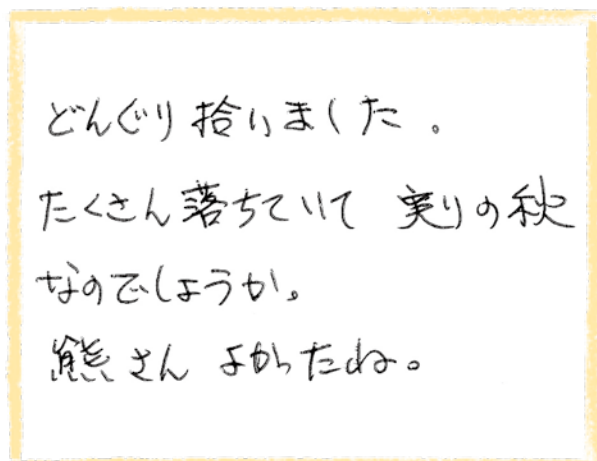 どんぐり拾いました。
たくさん落ちていて 実りの秋
なのでしょうか。
熊さん よかったね。